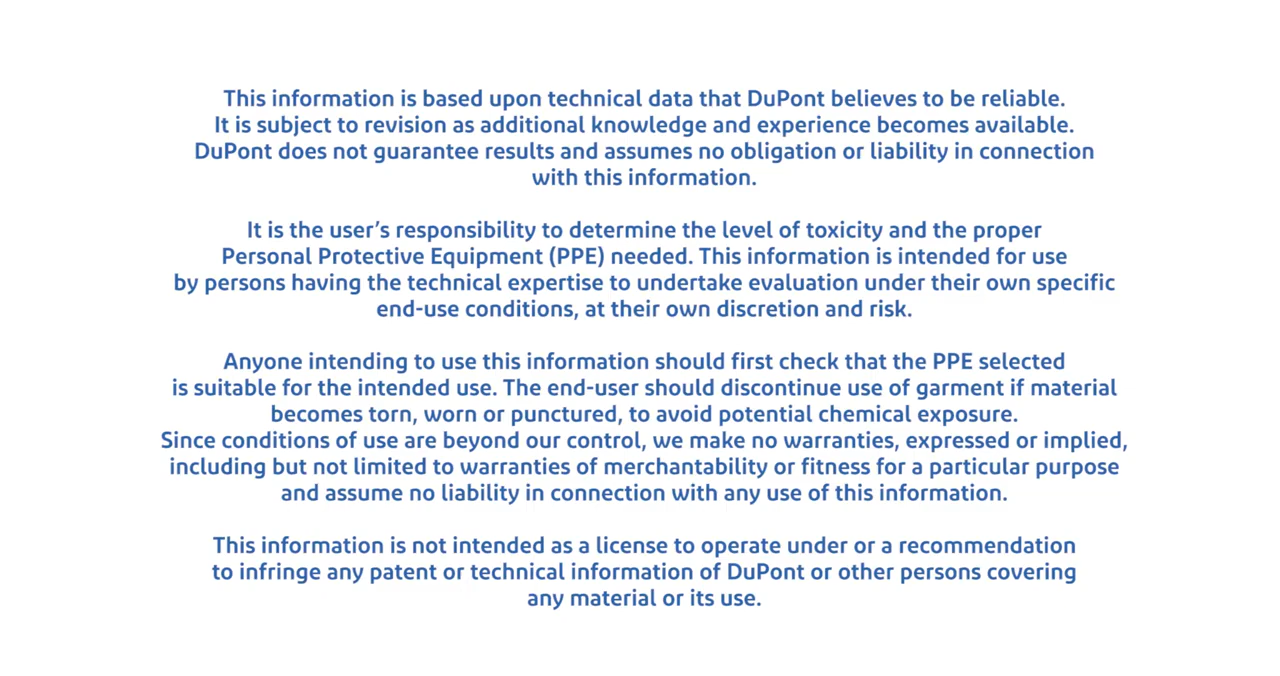 This information is based upon technical data that DuPont believes to be reliable.
It is subject to revision as additional knowledge and experience becomes available.
DuPont does not guarantee results and assumes no obligation or liability in connection
with this information.
It is the user’s responsibility to determine the level of toxicity and the proper
Personal Protective Equipment (PPE) needed. This information is intended for use
by persons having the technical expertise to undertake evaluation under their own specific
end-use conditions, at their own discretion and risk.
Anyone intending to use this information should first check that the PPE selected
is suitable for the intended use. The end-user should discontinue use of garment if material
becomes torn, worn or punctured, to avoid potential chemical exposure.
Since conditions of use are beyond our control, we make no warranties, expressed or implied,
including but not limited to warranties of merchantability or fitness for a particular purpose
and assume no liability in connection with any use of this information.
This information is not intended as a license to operate under or a recommendation
to infringe any patent or technical information of DuPont or other persons covering
any material or its use.